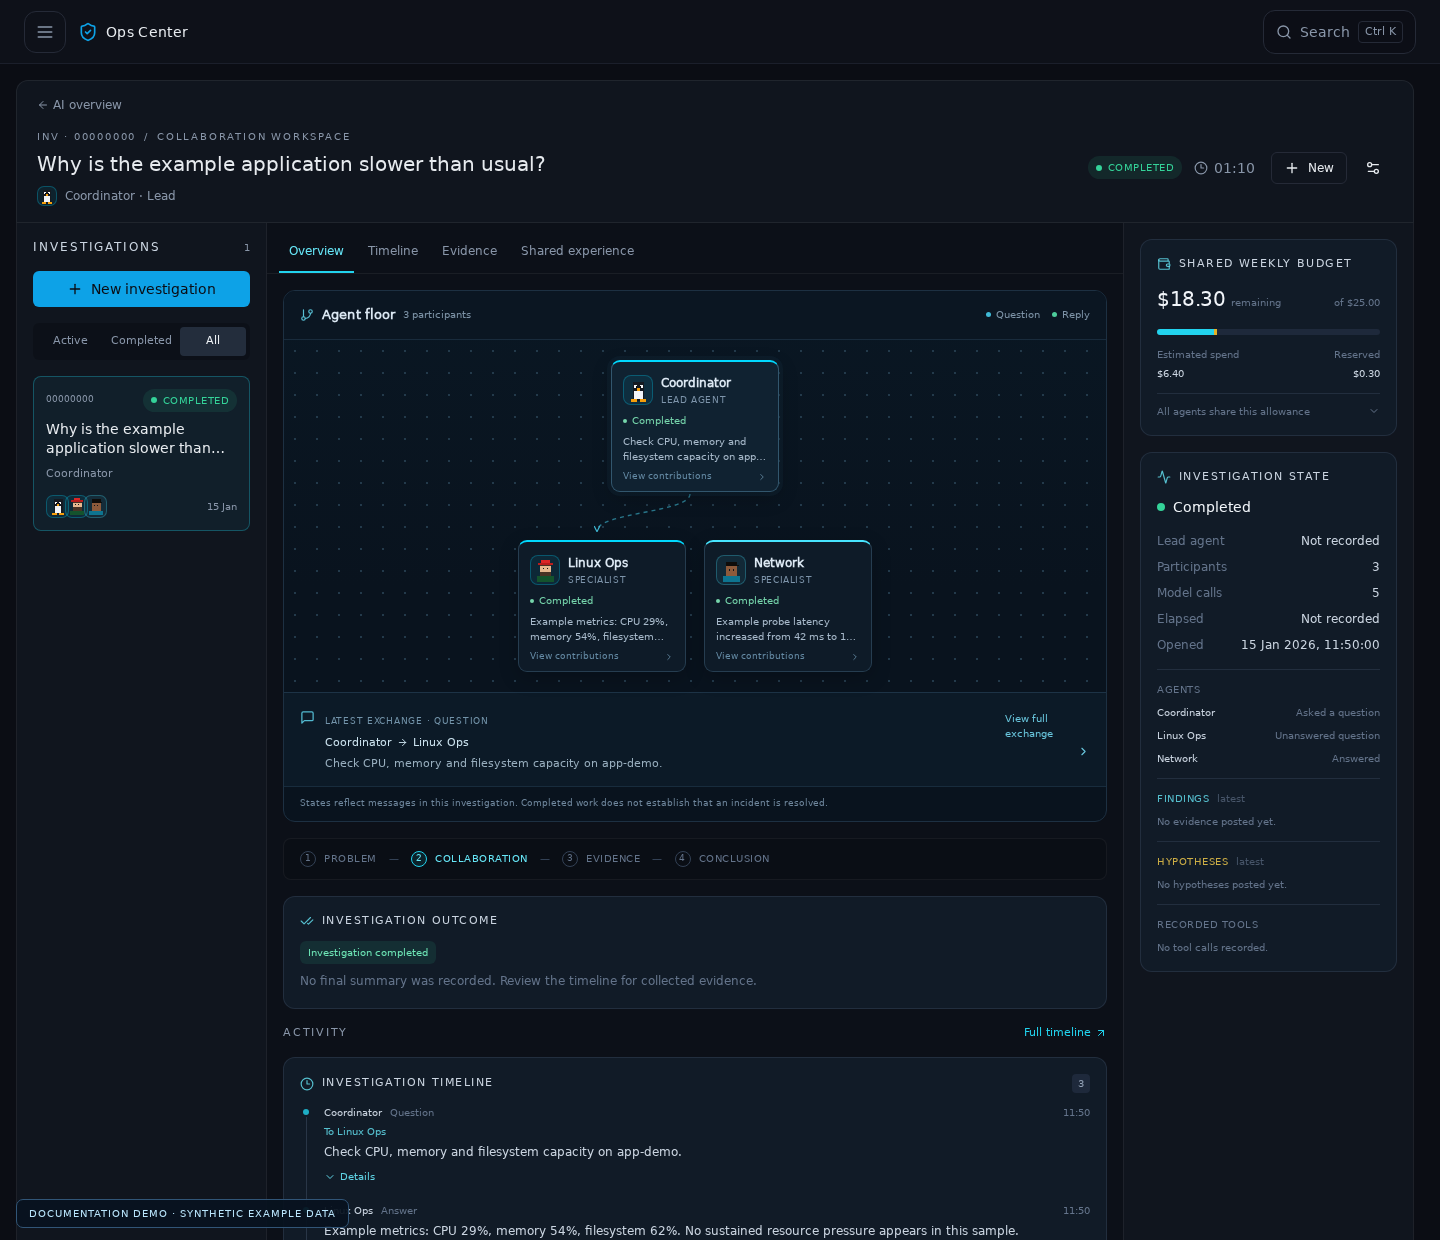 Ops Center
Search Ctrl K
AI overview
INV · 00000000 / COLLABORATION WORKSPACE
Why is the example application slower than usual?
Coordinator · Lead
COMPLETED
01:10
New
INVESTIGATIONS 1
New investigation
Active Completed All
00000000 COMPLETED
Why is the example
application slower than...
Coordinator
15 Jan
Overview Timeline Evidence Shared experience
Agent floor 3 participants
Question Reply
Coordinator
LEAD AGENT
Completed
Check CPU, memory and
filesystem capacity on app...
View contributions
Linux Ops
SPECIALIST
Completed
Example metrics: CPU 29%,
memory 54%, filesystem...
View contributions
Network
SPECIALIST
Completed
Example probe latency
increased from 42 ms to 1...
View contributions
LATEST EXCHANGE · QUESTION
Coordinator → Linux Ops
Check CPU, memory and filesystem capacity on app-demo.
View full
exchange
States reflect messages in this investigation. Completed work does not establish that an incident is resolved.
1 PROBLEM — 2 COLLABORATION — 3 EVIDENCE — 4 CONCLUSION
INVESTIGATION OUTCOME
Investigation completed
No final summary was recorded. Review the timeline for collected evidence.
ACTIVITY
Full timeline
INVESTIGATION TIMELINE 3
Coordinator Question 11:50
To Linux Ops
Check CPU, memory and filesystem capacity on app-demo.
Details
Ops Answer 11:50
Example metrics: CPU 29%, memory 54%, filesystem 62%. No sustained resource pressure appears in this sample.
DOCUMENTATION DEMO · SYNTHETIC EXAMPLE DATA
SHARED WEEKLY BUDGET
$18.30 remaining of $25.00
Estimated spend Reserved
$6.40 $0.30
All agents share this allowance
INVESTIGATION STATE
Completed
Lead agent Not recorded
Participants 3
Model calls 5
Elapsed Not recorded
Opened 15 Jan 2026, 11:50:00
AGENTS
Coordinator Asked a question
Linux Ops Unanswered question
Network Answered
FINDINGS latest
No evidence posted yet.
HYPOTHESES latest
No hypotheses posted yet.
RECORDED TOOLS
No tool calls recorded.